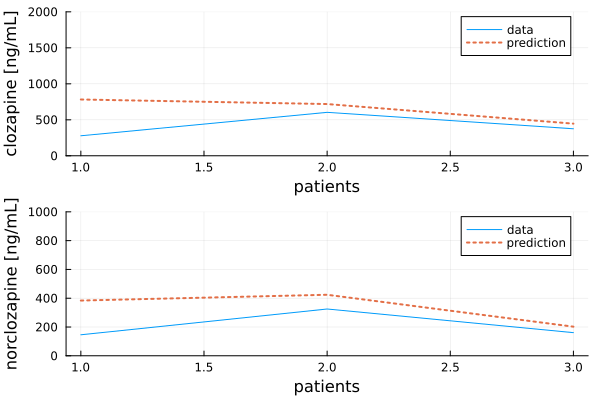 clozapine [ng/mL]
2000
1500
1000
500
0
data
prediction
1.0 1.5 2.0 2.5 3.0
patients
norclozapine [ng/mL]
1000
800
600
400
200
0
data
prediction
1.0 1.5 2.0 2.5 3.0
patients